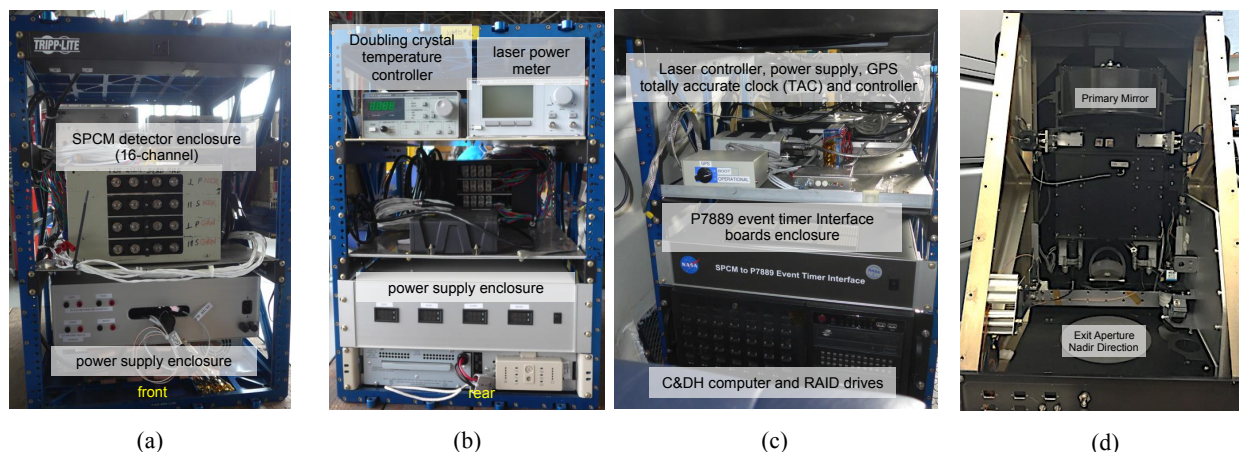 TRIPP·LITE
SPCM detector enclosure
(16-channel)
power supply enclosure
front
(a)
Doubling crystal
temperature
controller
laser power
meter
power supply enclosure
rear
(b)
Laser controller, power supply, GPS
totally accurate clock (TAC) and controller
GPS
BOOT
OPERATIONAL
P7889 event timer Interface
boards enclosure
NASA
SPCM to P7889 Event Timer Interface
C&DH computer and RAID drives
(c)
Primary Mirror
Exit Aperture
Nadir Direction
(d)